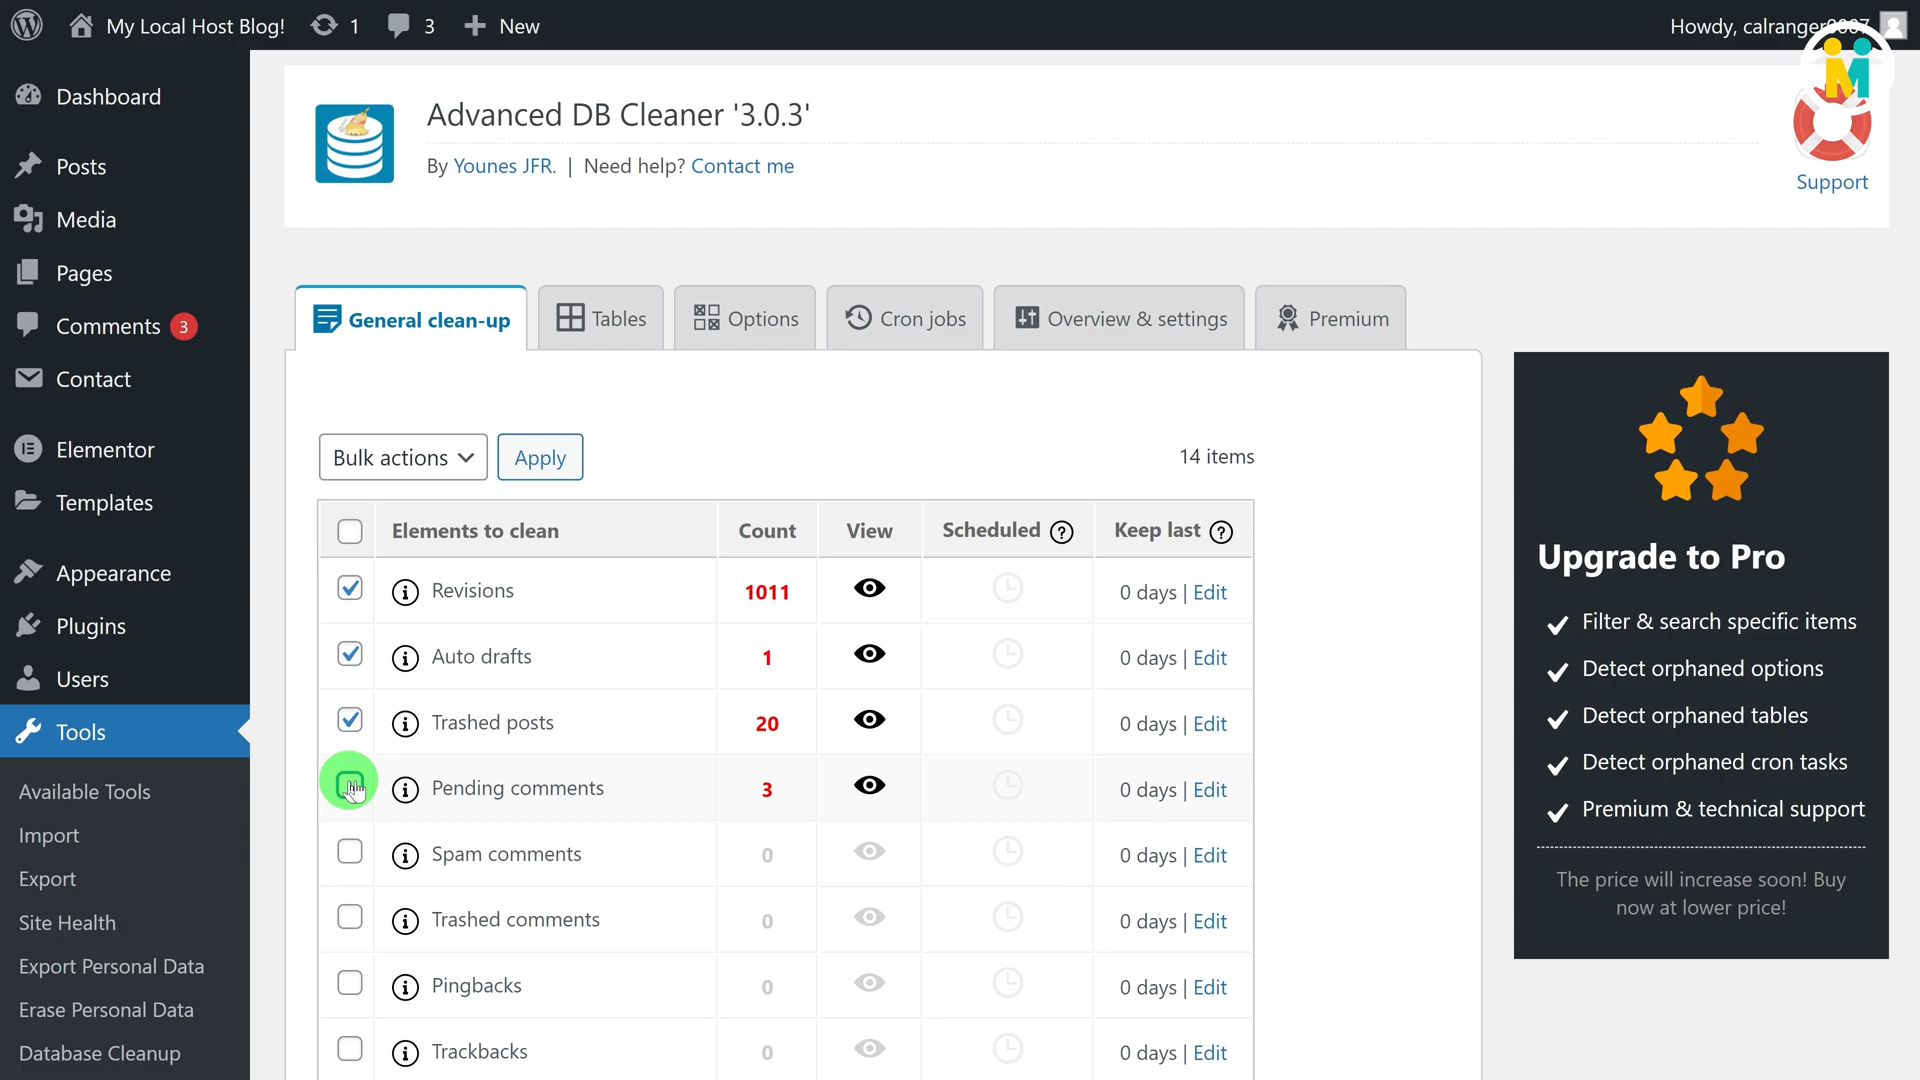 My Local Host Blog!
1
3
New
Howdy, calranger0007
Dashboard
Posts
Media
Pages
Comments 3
Contact
Elementor
Templates
Appearance
Plugins
Users
Tools
Available Tools
Import
Export
Site Health
Export Personal Data
Erase Personal Data
Database Cleanup
Advanced DB Cleaner '3.0.3'
By Younes JFR. | Need help? Contact me
M
Support
General clean-up
Tables
Options
Cron jobs
Overview & settings
Premium
Bulk actions
Apply
14 items
Elements to clean Count View Scheduled ? Keep last ?
Revisions 1011 0 days | Edit
Auto drafts 1 0 days | Edit
Trashed posts 20 0 days | Edit
Pending comments 3 0 days | Edit
Spam comments 0 0 days | Edit
Trashed comments 0 0 days | Edit
Pingbacks 0 0 days | Edit
Trackbacks 0 0 days | Edit
Upgrade to Pro
Filter & search specific items
Detect orphaned options
Detect orphaned tables
Detect orphaned cron tasks
Premium & technical support
The price will increase soon! Buy
now at lower price!